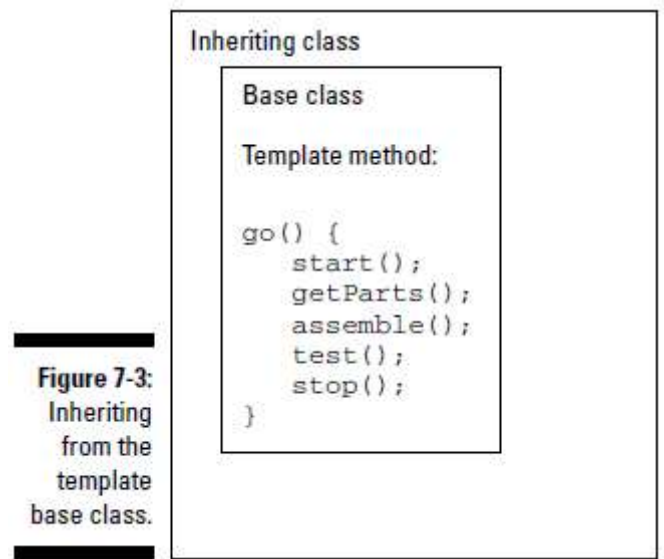 Inheriting class
Base class
Template method:
go() {
start();
getParts();
assemble();
test();
stop();
}
Figure 7-3:
Inheriting
from the
template
base class.